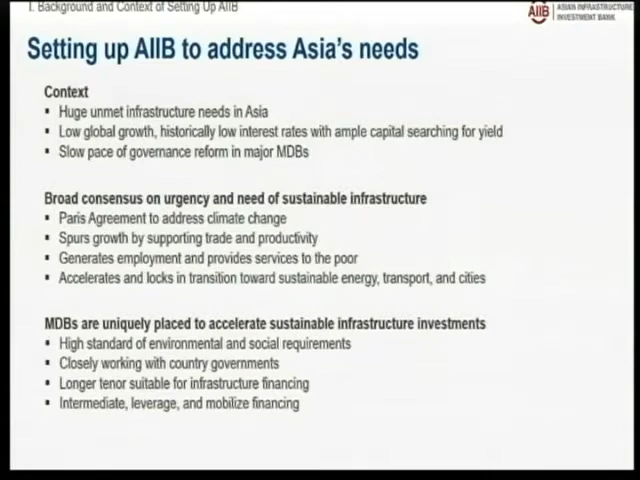 I. Background and Context of Setting Up AIIB
AIIB ASIAN INFRASTRUCTURE
INVESTMENT BANK
Setting up AIIB to address Asia's needs
Context
▪ Huge unmet infrastructure needs in Asia
▪ Low global growth, historically low interest rates with ample capital searching for yield
▪ Slow pace of governance reform in major MDBs
Broad consensus on urgency and need of sustainable infrastructure
▪ Paris Agreement to address climate change
▪ Spurs growth by supporting trade and productivity
▪ Generates employment and provides services to the poor
▪ Accelerates and locks in transition toward sustainable energy, transport, and cities
MDBs are uniquely placed to accelerate sustainable infrastructure investments
▪ High standard of environmental and social requirements
▪ Closely working with country governments
▪ Longer tenor suitable for infrastructure financing
▪ Intermediate, leverage, and mobilize financing